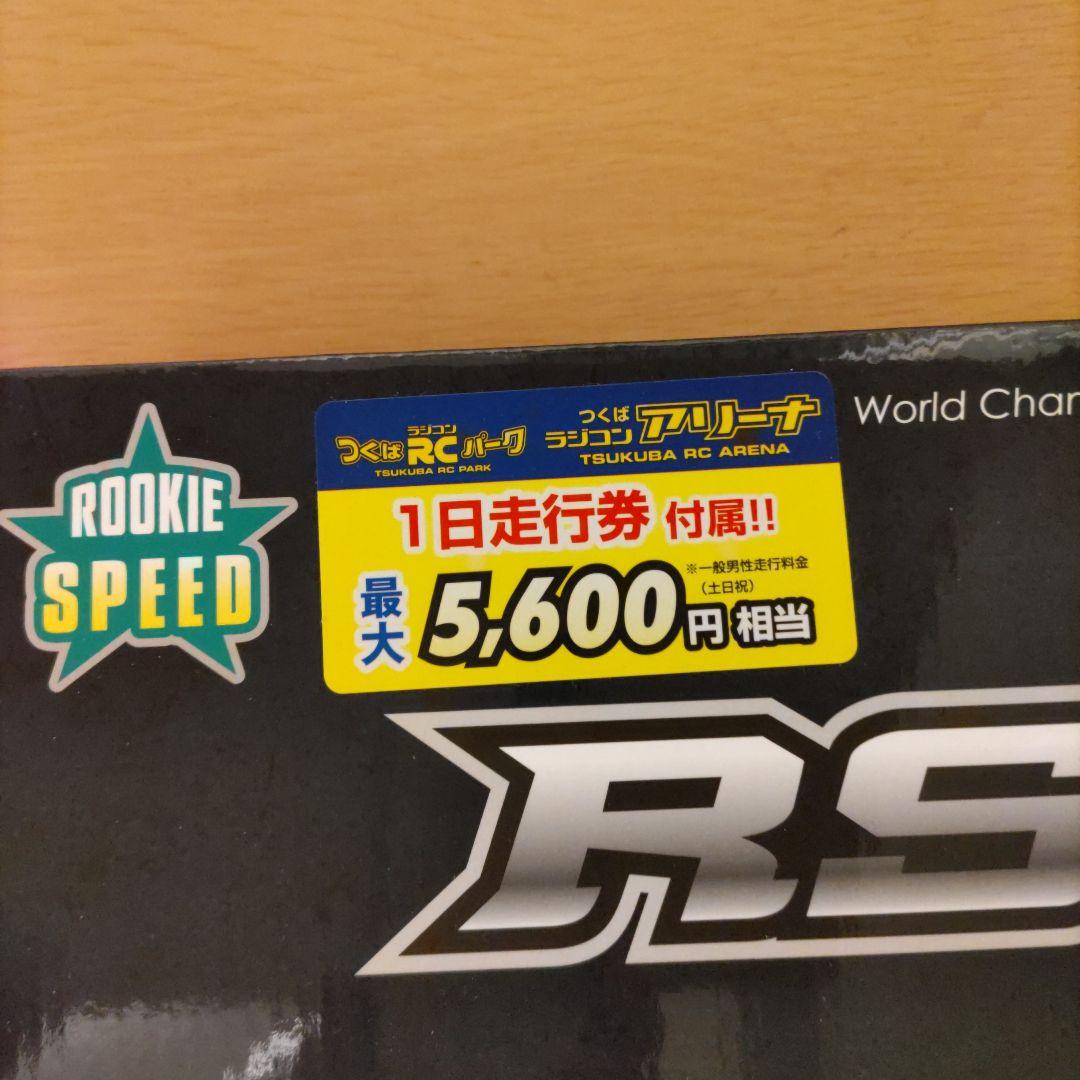 ROOKIE
SPEED
つくば ラジコン RC パーク
TSUKUBA RC PARK
つくば
ラジコン アリーナ
TSUKUBA RC ARENA
1日走行券 付属!!
最大 5,600円 相当
※一般男性走行料金
(土日祝)
World Cham
RS